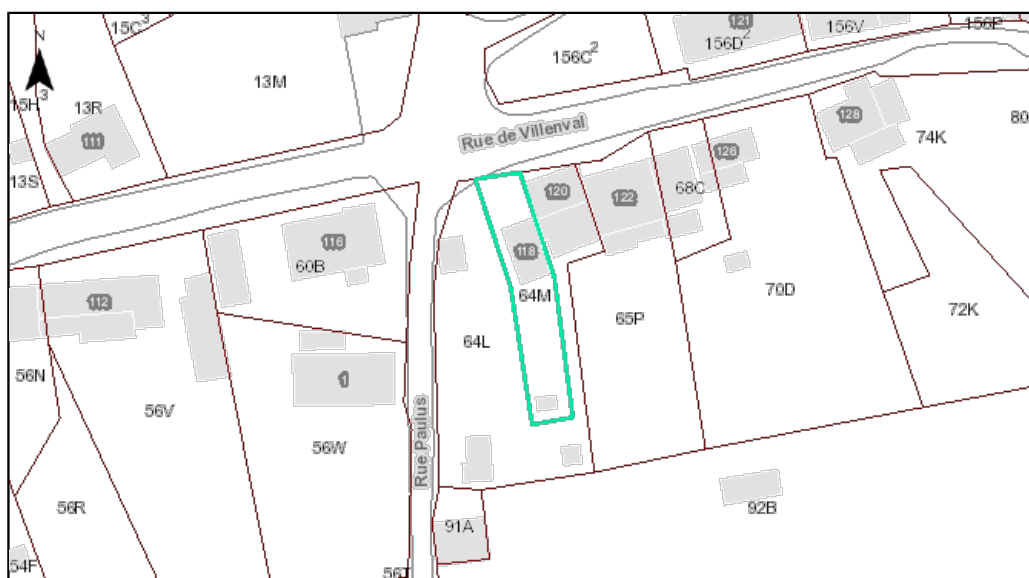 15C³
121
156D²
156V
156E
156C²
N
13M
15H³
13R
111
128
80
74K
Rue de Villenval
126
13S
68C
120
122
116
118
60B
64M
70D
112
65P
72K
64L
56N
1
56V
Rue Paulus
56W
56R
92B
91A
54F
56T